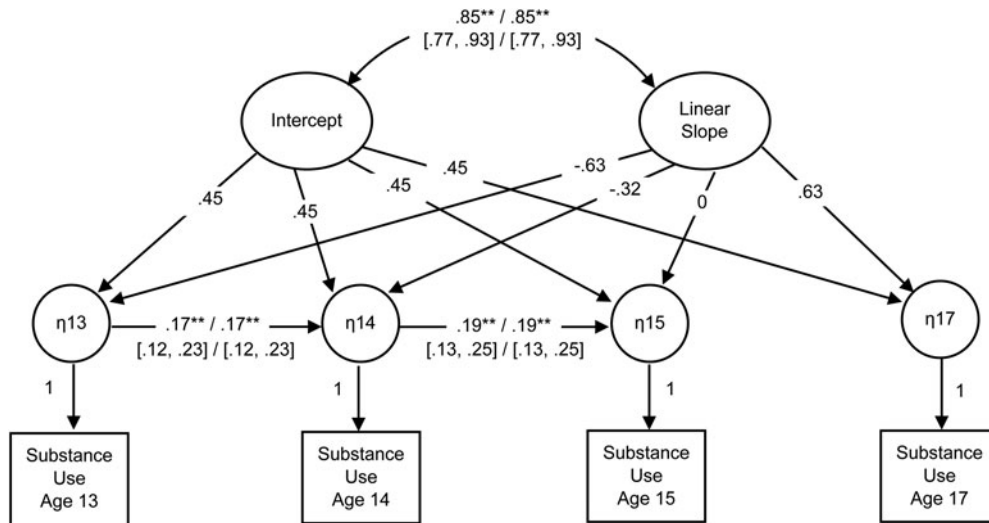 .85** / .85**
[.77, .93] / [.77, .93]
Intercept
Linear
Slope
.45
.45
.45
.45
-.63
-.32
0
.63
η13
.17** / .17**
[.12, .23] / [.12, .23]
η14
.19** / .19**
[.13, .25] / [.13, .25]
η15
η17
1
1
1
1
Substance
Use
Age 13
Substance
Use
Age 14
Substance
Use
Age 15
Substance
Use
Age 17